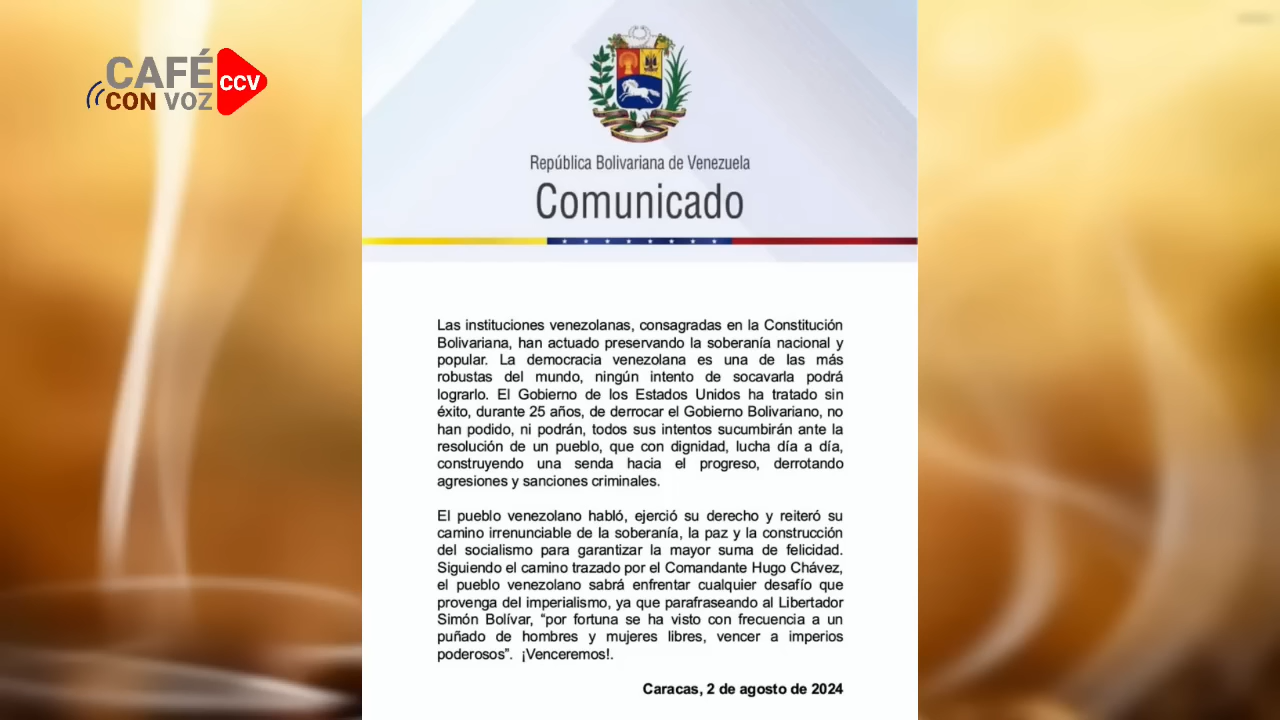 CAFÉ
CON VOZ
CCV
República Bolivariana de Venezuela
Comunicado
Las instituciones venezolanas, consagradas en la Constitución
Bolivariana, han actuado preservando la soberanía nacional y
popular. La democracia venezolana es una de las más
robustas del mundo, ningún intento de socavarla podrá
lograrlo. El Gobierno de los Estados Unidos ha tratado sin
éxito, durante 25 años, de derrocar el Gobierno Bolivariano, no
han podido, ni podrán, todos sus intentos sucumbirán ante la
resolución de un pueblo, que con dignidad, lucha día a día,
construyendo una senda hacia el progreso, derrotando
agresiones y sanciones criminales.
El pueblo venezolano habló, ejerció su derecho y reiteró su
camino irrenunciable de la soberanía, la paz y la construcción
del socialismo para garantizar la mayor suma de felicidad.
Siguiendo el camino trazado por el Comandante Hugo Chávez,
el pueblo venezolano sabrá enfrentar cualquier desafío que
provenga del imperialismo, ya que parafraseando al Libertador
Simón Bolívar, “por fortuna se ha visto con frecuencia a un
puñado de hombres y mujeres libres, vencer a imperios
poderosos”. ¡Venceremos!.
Caracas, 2 de agosto de 2024